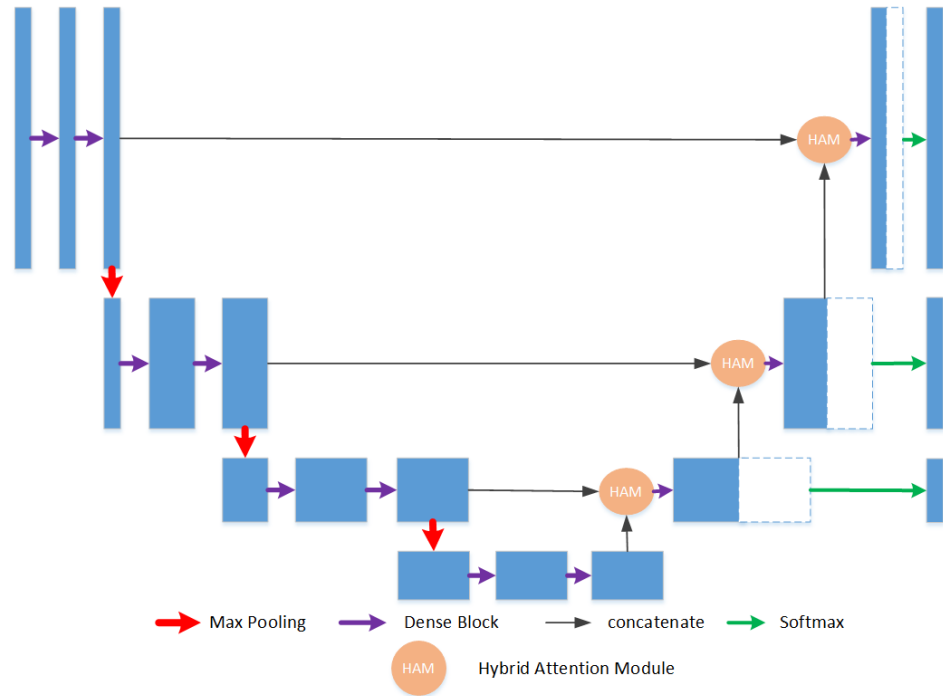 HAM
HAM
HAM
Max Pooling Dense Block concatenate Softmax
HAM Hybrid Attention Module